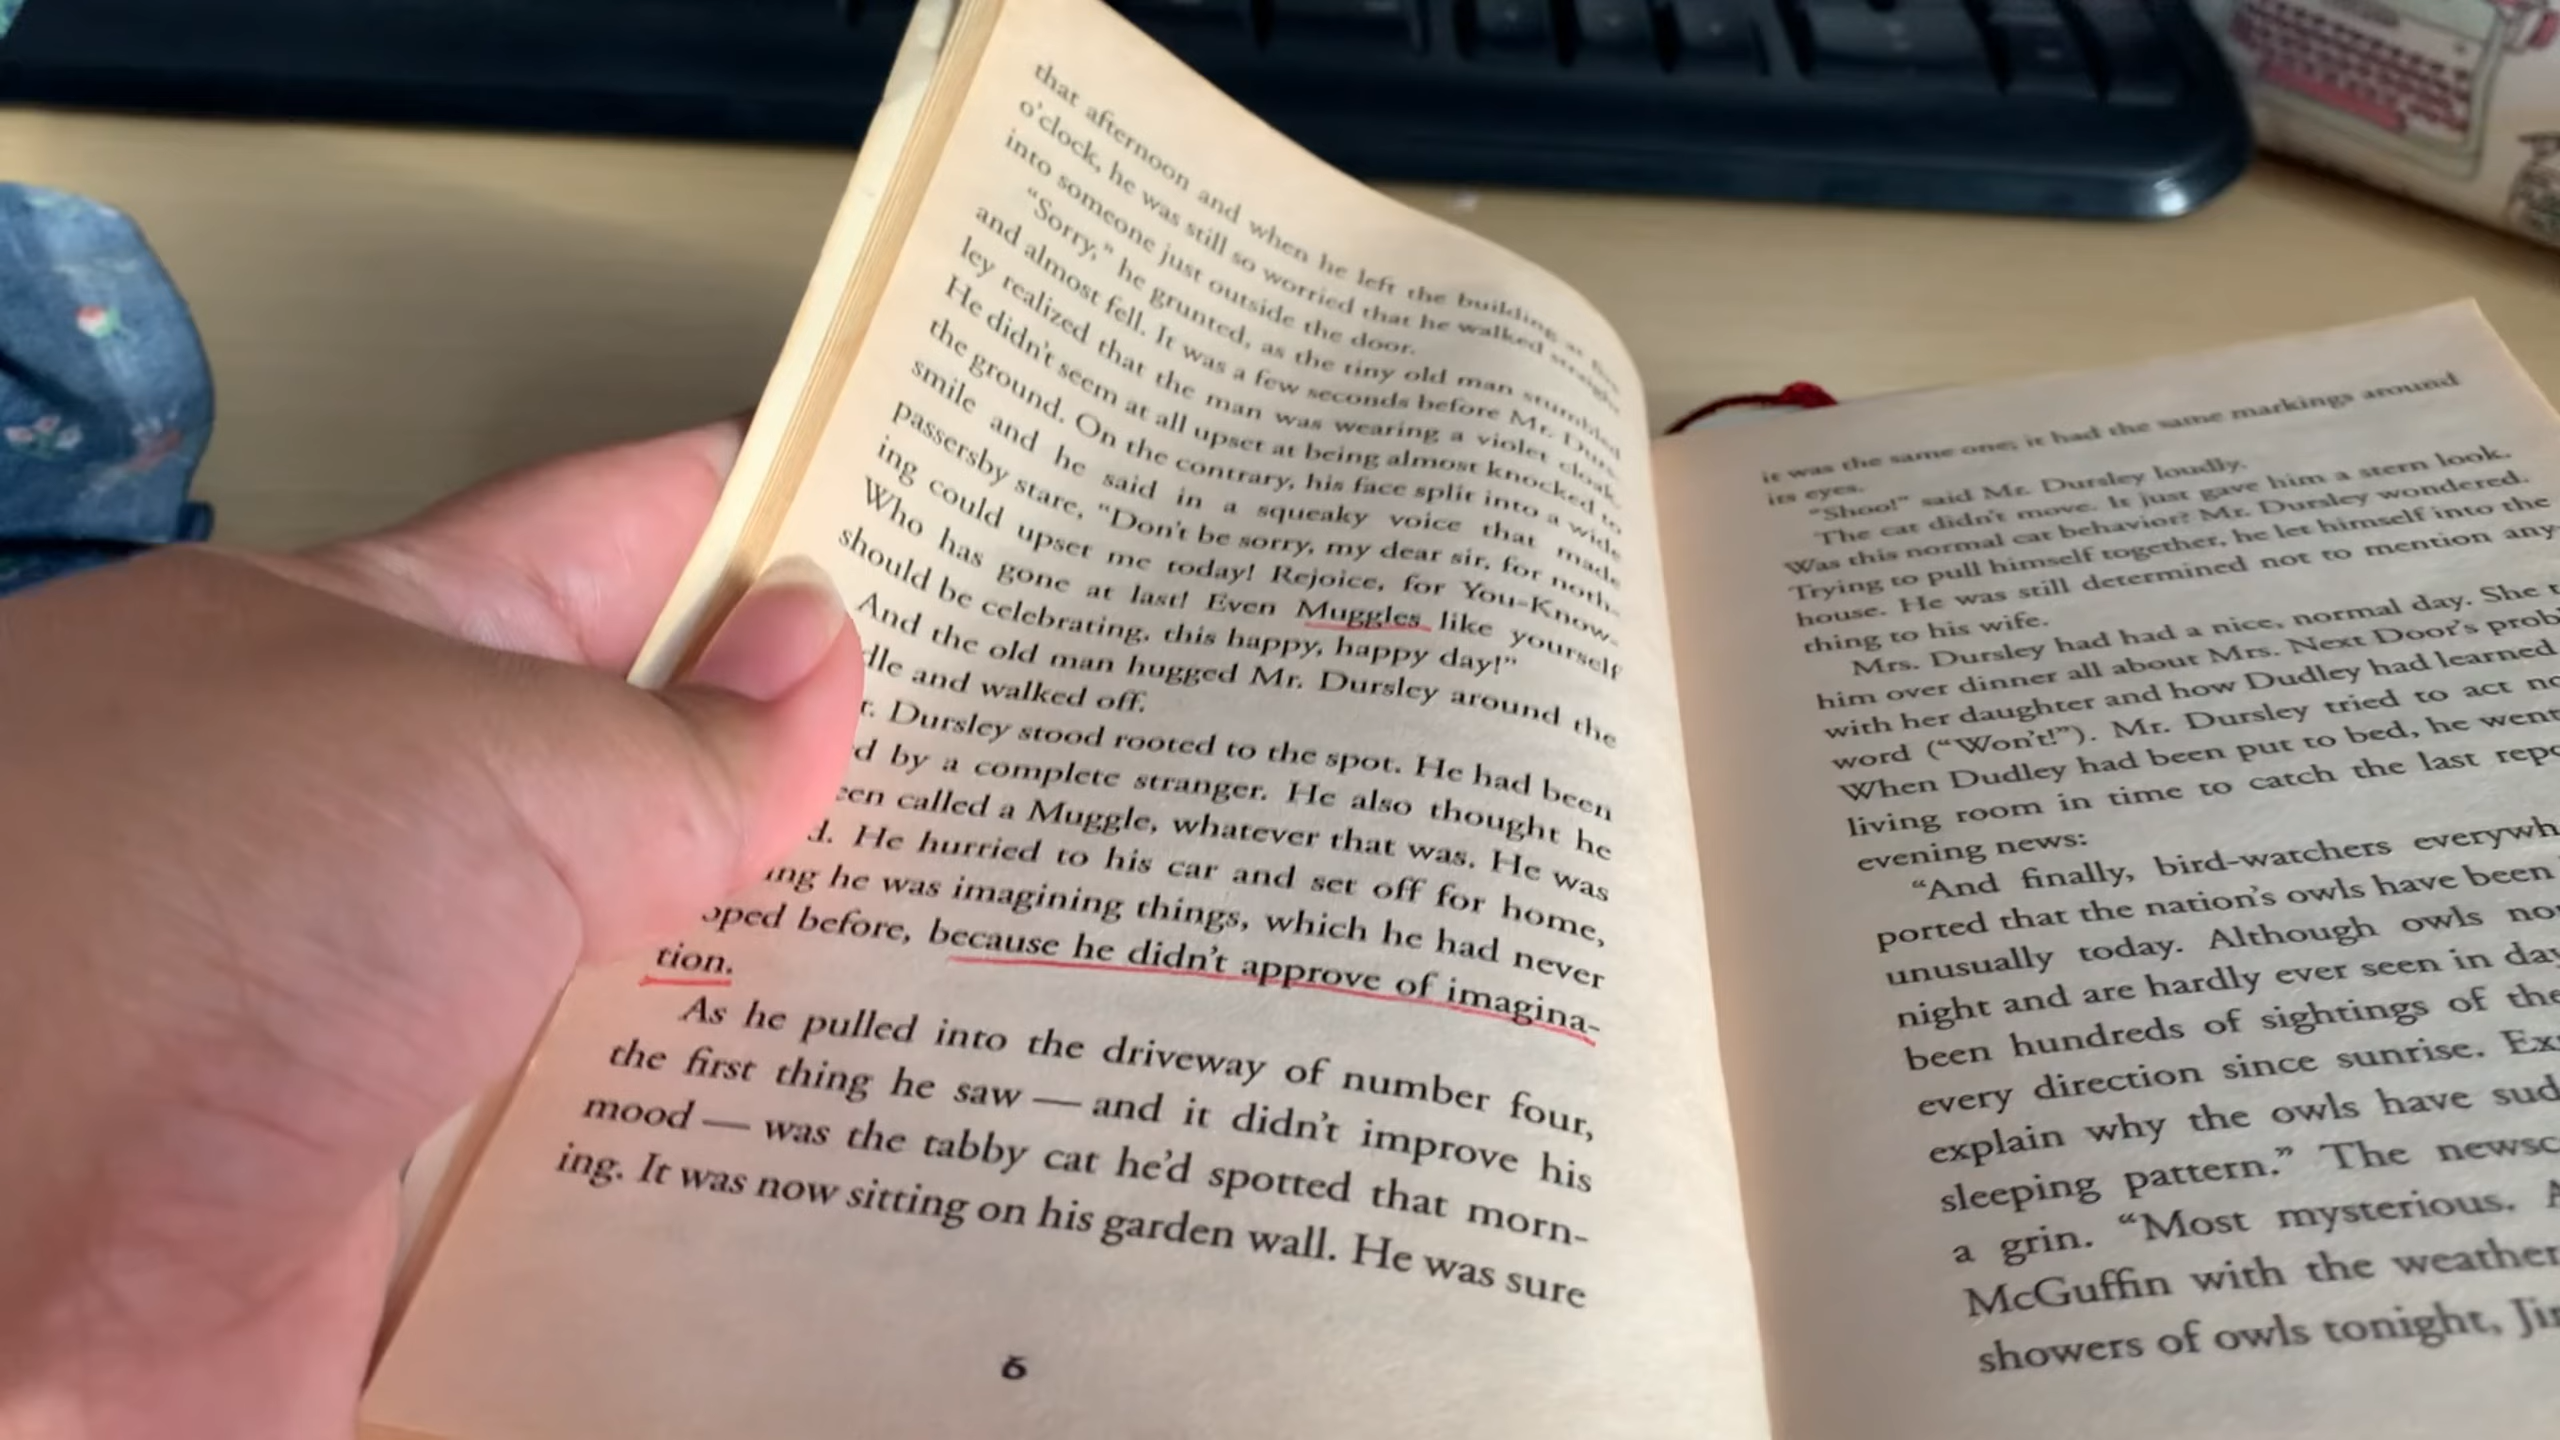 that afternoon and when he left the building at five
o'clock, he was still so worried that he walked straight
into someone just outside the door.
“Sorry,” he grunted, as the tiny old man stumbled
and almost fell. It was a few seconds before Mr. Durs-
ley realized that the man was wearing a violet cloak.
He didn't seem at all upset at being almost knocked to
the ground. On the contrary, his face split into a wide
smile and he said in a squeaky voice that made
passersby stare, “Don't be sorry, my dear sir, for noth-
ing could upset me today! Rejoice, for You-Know-
Who has gone at last! Even Muggles like yourself
should be celebrating, this happy, happy day!”
And the old man hugged Mr. Dursley around the
dle and walked off.
r. Dursley stood rooted to the spot. He had been
d by a complete stranger. He also thought he
een called a Muggle, whatever that was. He was
d. He hurried to his car and set off for home,
ing he was imagining things, which he had never
oped before, because he didn't approve of imagina-
tion.
As he pulled into the driveway of number four,
the first thing he saw — and it didn't improve his
mood — was the tabby cat he'd spotted that morn-
ing. It was now sitting on his garden wall. He was sure
6
it was the same one; it had the same markings around
its eyes.
“Shoo!” said Mr. Dursley loudly.
The cat didn't move. It just gave him a stern look.
Was this normal cat behavior? Mr. Dursley wondered.
Trying to pull himself together, he let himself into the
house. He was still determined not to mention any-
thing to his wife.
Mrs. Dursley had had a nice, normal day. She t
him over dinner all about Mrs. Next Door's prob
with her daughter and how Dudley had learned
word (“Won't!”). Mr. Dursley tried to act no
When Dudley had been put to bed, he went
living room in time to catch the last repo
evening news:
“And finally, bird-watchers everywh
ported that the nation's owls have been
unusually today. Although owls no
night and are hardly ever seen in day
been hundreds of sightings of the
every direction since sunrise. Exp
explain why the owls have sud
sleeping pattern.” The newsc
a grin. “Most mysterious. A
McGuffin with the weather
showers of owls tonight, Jim